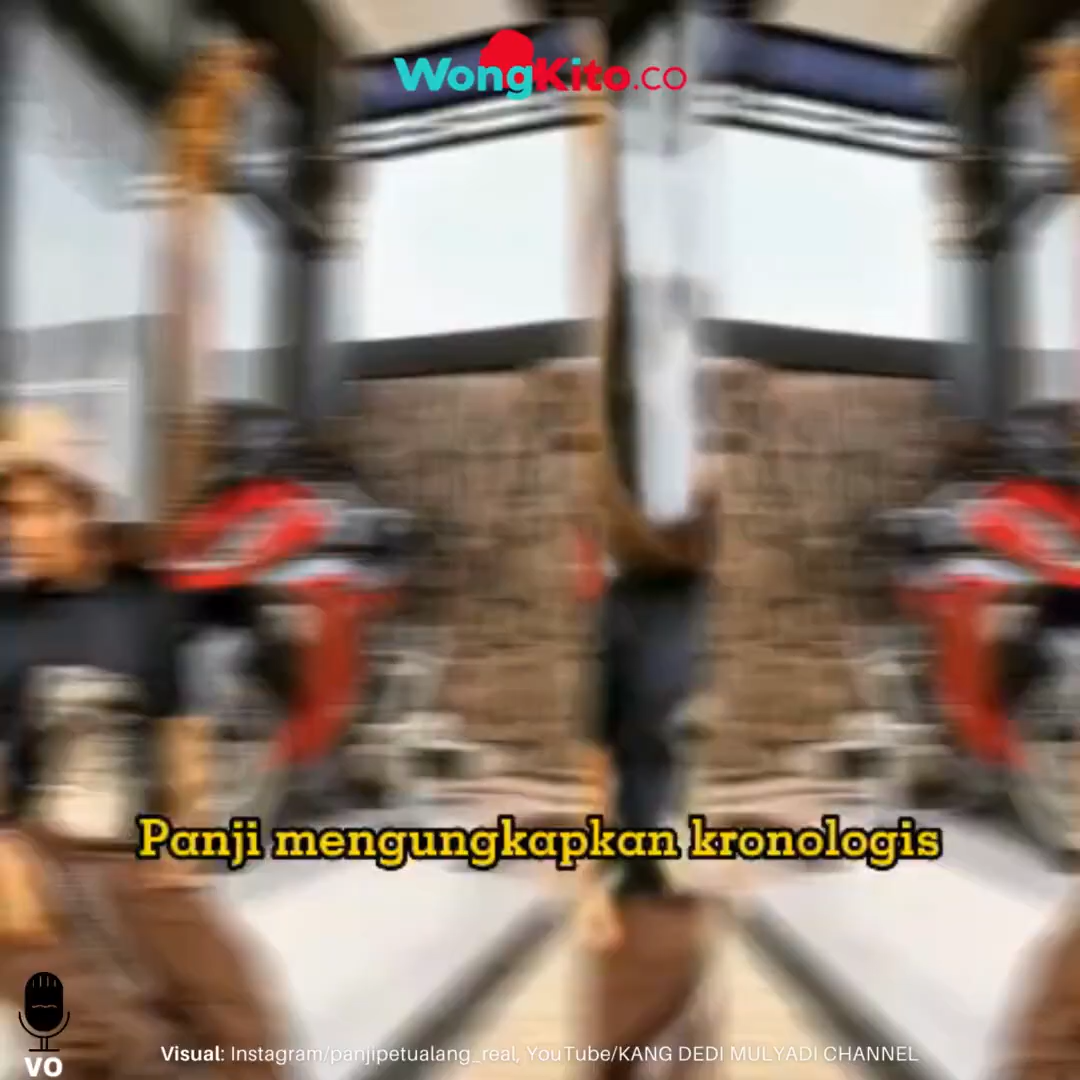 WongKito.co
Panji mengungkapkan kronologis
VO
Visual: Instagram/panjipetualang_real, YouTube/KANG DEDI MULYADI CHANNEL